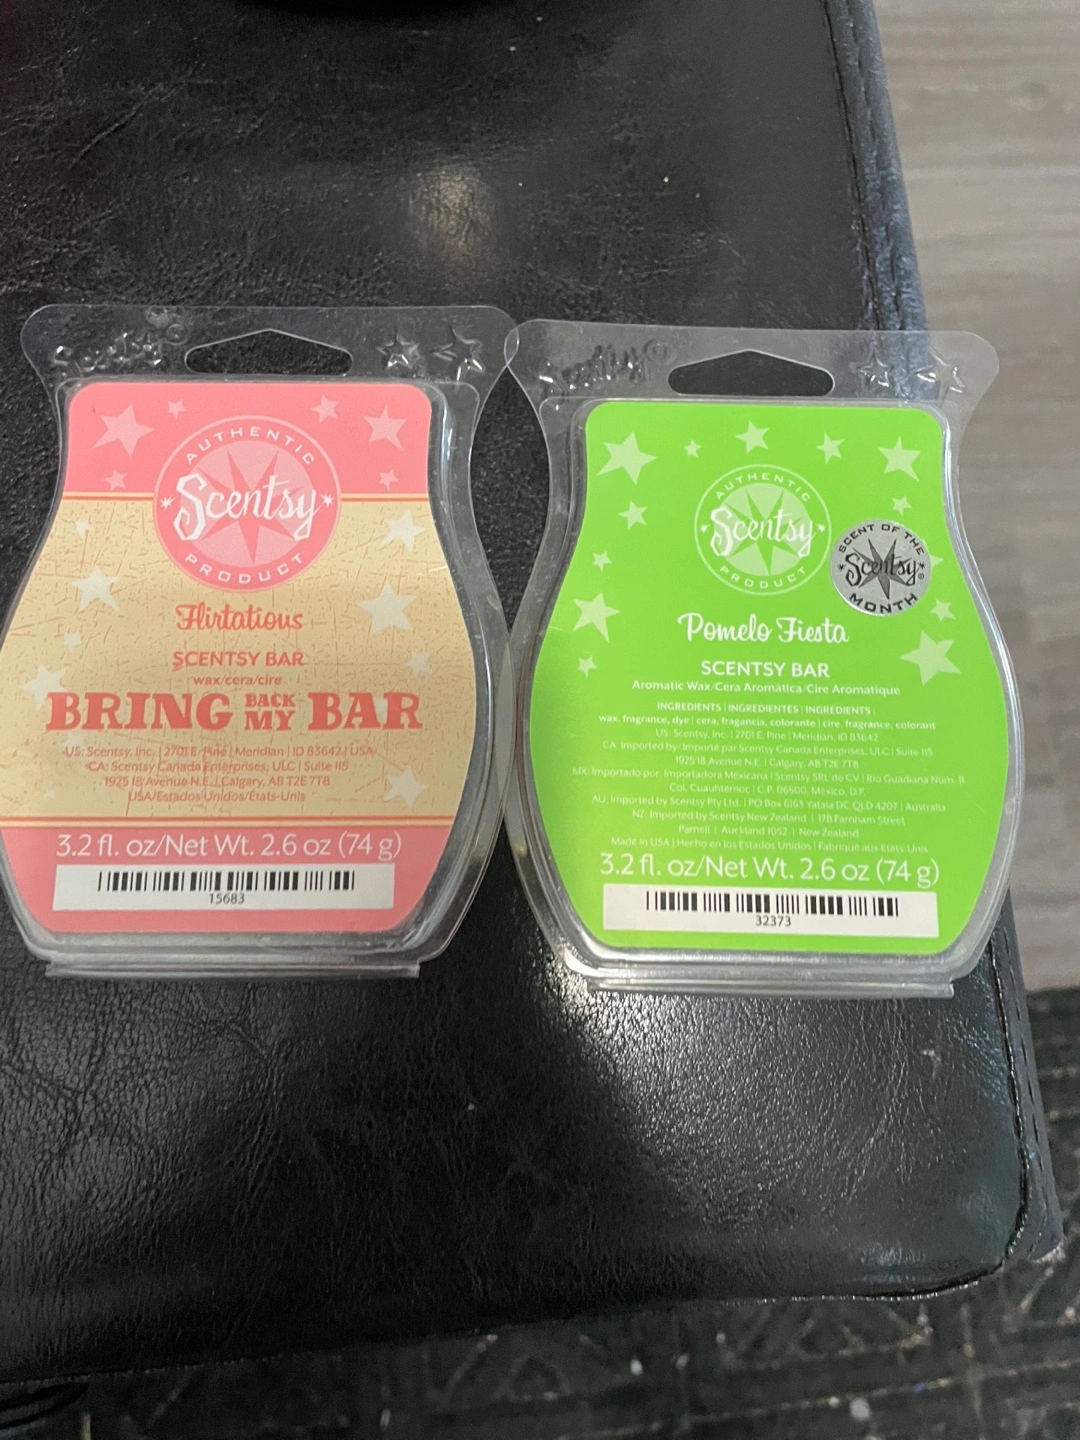 Scentsy
AUTHENTIC
Scentsy
PRODUCT
Flirtatious
SCENTSY BAR
wax/cera/cire
BRING BACK MY BAR
US: Scentsy, Inc. | 2701 E. Pine | Meridian | ID 83642 | USA
CA: Scentsy Canada Enterprises, ULC | Suite 115
1925 18 Avenue N.E. | Calgary, AB T2E 7T8
USA/Estados Unidos/États-Unis
3.2 fl. oz/Net Wt. 2.6 oz (74 g)
15683
Scentsy
AUTHENTIC
Scentsy
PRODUCT
SCENT OF THE
Scentsy®
MONTH
Pomelo Fiesta
SCENTSY BAR
Aromatic Wax/Cera Aromática/Cire Aromatique
INGREDIENTS | INGREDIENTES | INGRÉDIENTS :
wax, fragrance, dye | cera, fragancia, colorante | cire, fragrance, colorant
US: Scentsy, Inc. | 2701 E. Pine | Meridian, ID 83642
CA: Imported by: Importé par Scentsy Canada Enterprises, ULC | Suite 115
1925 18 Avenue N.E. | Calgary, AB T2E 7T8
MX: Importado por: Importadora Mexicana | Scentsy SRL de CV | Río Guadiana Núm. 11
Col. Cuauhtémoc | C.P. 06500, México, D.F.
AU: Imported by Scentsy Pty Ltd. | PO Box 6163 Yatala DC QLD 4207 | Australia
NZ: Imported by Scentsy New Zealand | 17B Farnham Street
Parnell | Auckland 1052 | New Zealand
Made in USA | Hecho en los Estados Unidos | Fabriqué aux États-Unis
3.2 fl. oz/Net Wt. 2.6 oz (74 g)
32373